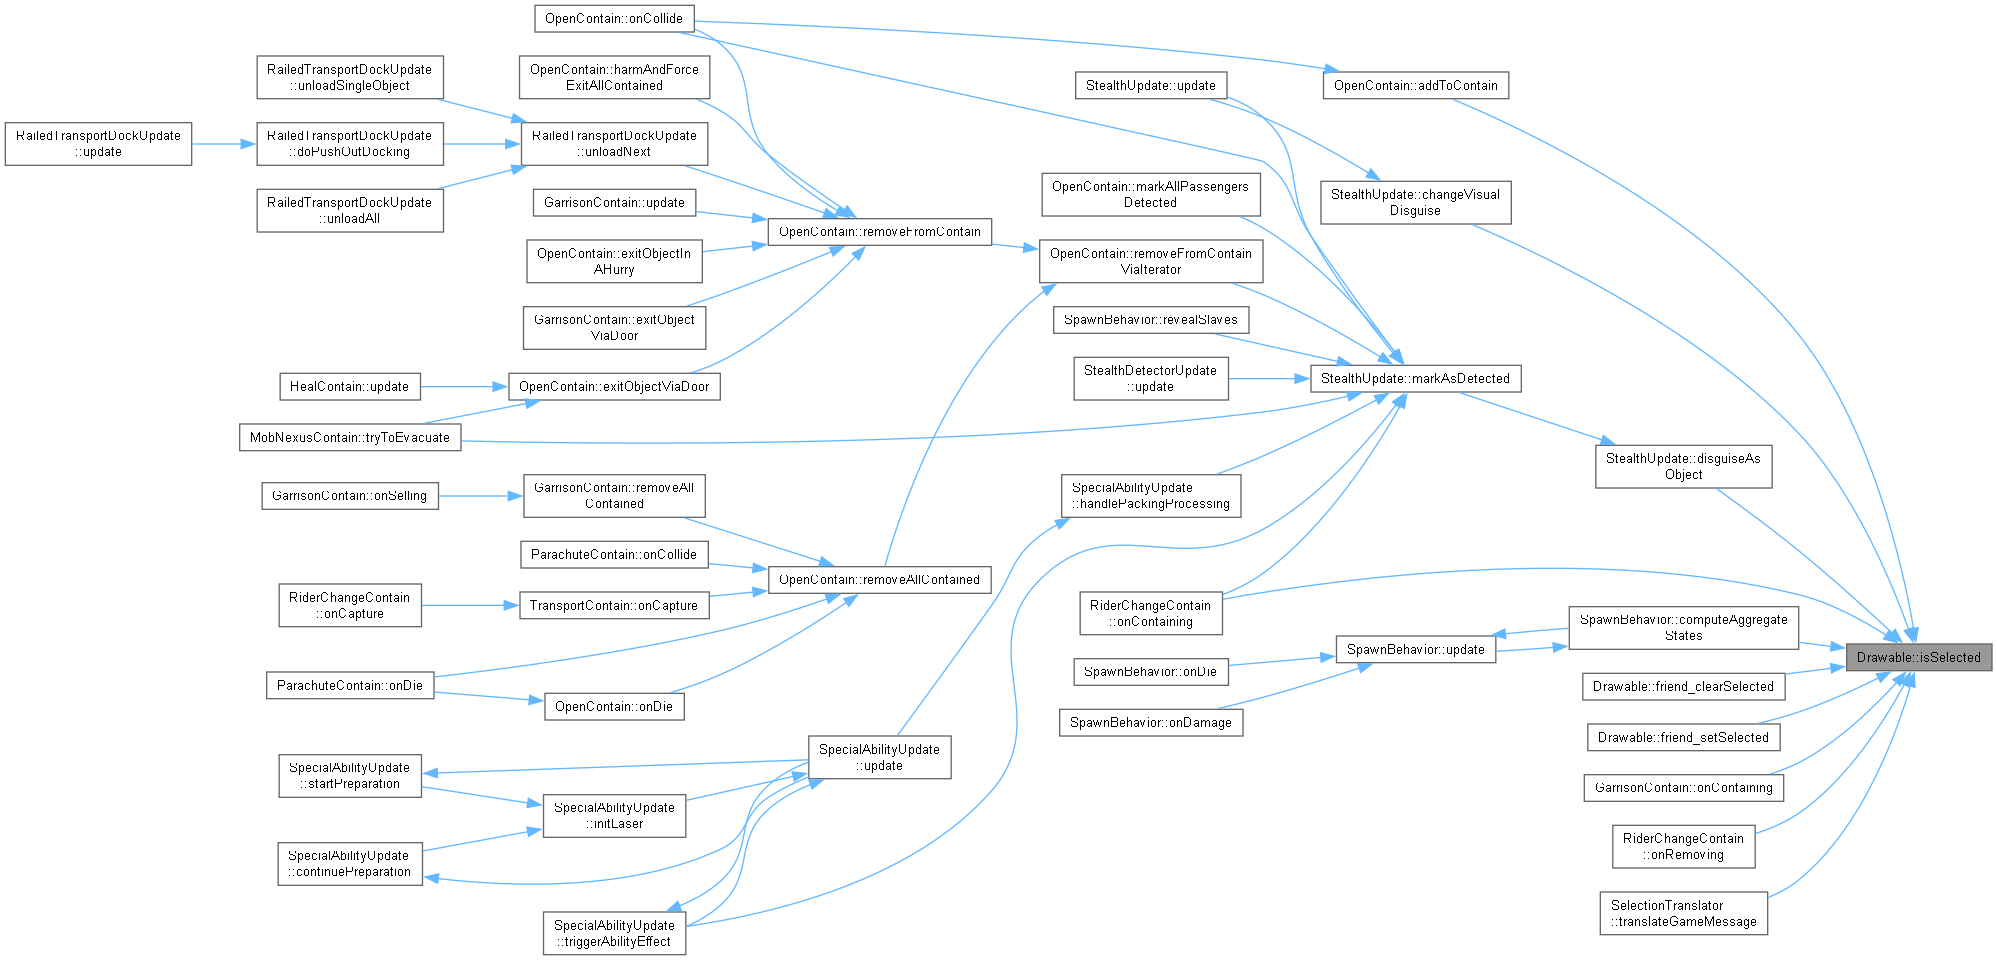 OpenContain::onCollide
RailedTransportDockUpdate
::unloadSingleObject
OpenContain::harmAndForce
ExitAllContained
StealthUpdate::update
OpenContain::addToContain
RailedTransportDockUpdate
::update
RailedTransportDockUpdate
::doPushOutDocking
RailedTransportDockUpdate
::unloadNext
RailedTransportDockUpdate
::unloadAll
GarrisonContain::update
OpenContain::markAllPassengers
Detected
StealthUpdate::changeVisual
Disguise
OpenContain::removeFromContain
OpenContain::exitObjectIn
AHurry
OpenContain::removeFromContain
ViaIterator
GarrisonContain::exitObject
ViaDoor
SpawnBehavior::revealSlaves
HealContain::update
OpenContain::exitObjectViaDoor
StealthDetectorUpdate
::update
StealthUpdate::markAsDetected
MobNexusContain::tryToEvacuate
StealthUpdate::disguiseAs
Object
GarrisonContain::onSelling
GarrisonContain::removeAll
Contained
SpecialAbilityUpdate
::handlePackingProcessing
ParachuteContain::onCollide
OpenContain::removeAllContained
RiderChangeContain
::onCapture
TransportContain::onCapture
RiderChangeContain
::onContaining
SpawnBehavior::computeAggregate
States
SpawnBehavior::update
Drawable::isSelected
ParachuteContain::onDie
OpenContain::onDie
SpawnBehavior::onDie
Drawable::friend_clearSelected
SpawnBehavior::onDamage
Drawable::friend_setSelected
SpecialAbilityUpdate
::startPreparation
SpecialAbilityUpdate
::update
GarrisonContain::onContaining
SpecialAbilityUpdate
::initLaser
SpecialAbilityUpdate
::continuePreparation
RiderChangeContain
::onRemoving
SpecialAbilityUpdate
::triggerAbilityEffect
SelectionTranslator
::translateGameMessage